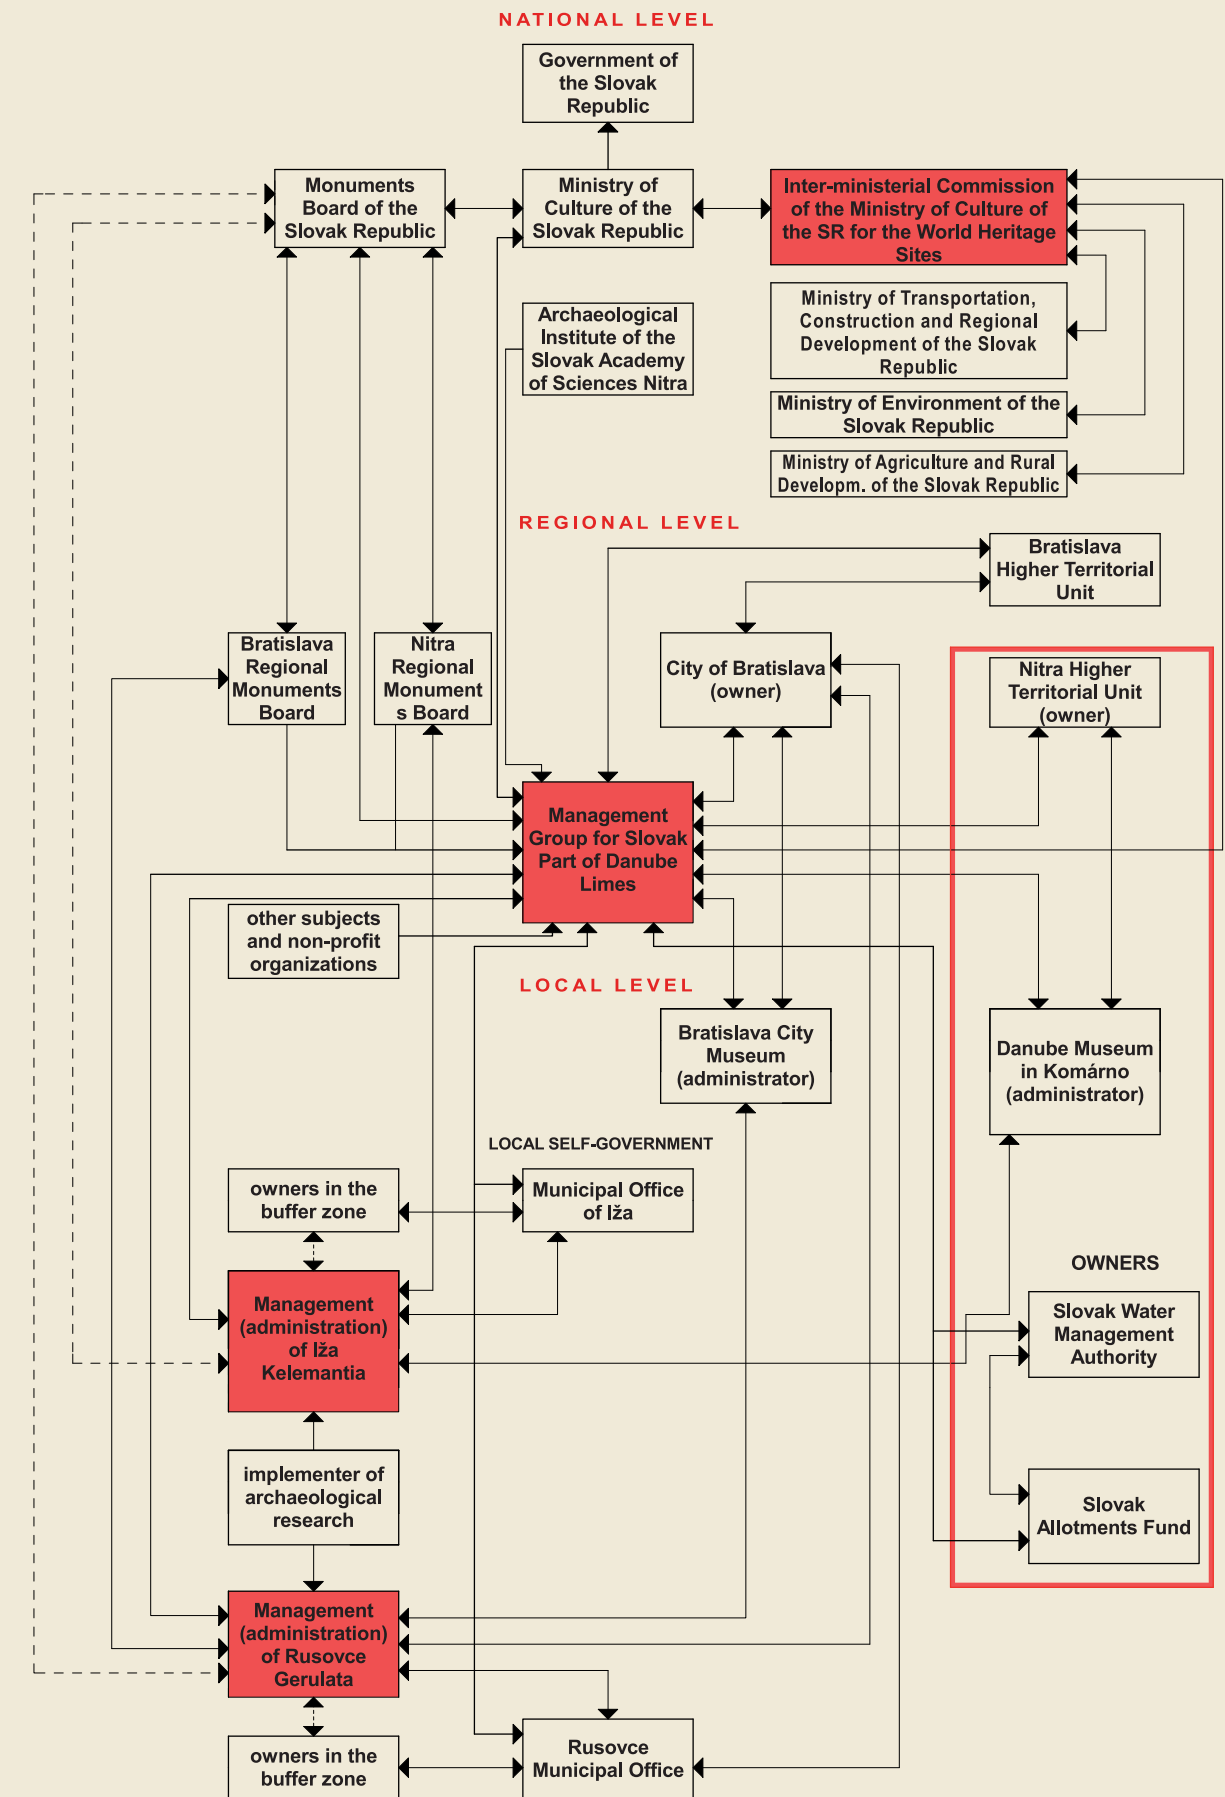 NATIONAL LEVEL
Government of
the Slovak
Republic
Monuments
Board of the
Slovak Republic
Ministry of
Culture of the
Slovak Republic
Inter-ministerial Commission
of the Ministry of Culture of
the SR for the World Heritage
Sites
Archaeological
Institute of the
Slovak Academy
of Sciences Nitra
Ministry of Transportation,
Construction and Regional
Development of the Slovak
Republic
Ministry of Environment of the
Slovak Republic
Ministry of Agriculture and Rural
Developm. of the Slovak Republic
REGIONAL LEVEL
Bratislava
Higher Territorial
Unit
Bratislava
Regional
Monuments
Board
Nitra
Regional
Monument
s Board
City of Bratislava
(owner)
Nitra Higher
Territorial Unit
(owner)
Management
Group for Slovak
Part of Danube
Limes
other subjects
and non-profit
organizations
LOCAL LEVEL
Bratislava City
Museum
(administrator)
Danube Museum
in Komárno
(administrator)
LOCAL SELF-GOVERNMENT
owners in the
buffer zone
Municipal Office
of Iža
OWNERS
Management
(administration)
of Iža
Kelemantia
Slovak Water
Management
Authority
implementer of
archaeological
research
Slovak
Allotments Fund
Management
(administration)
of Rusovce
Gerulata
owners in the
buffer zone
Rusovce
Municipal Office